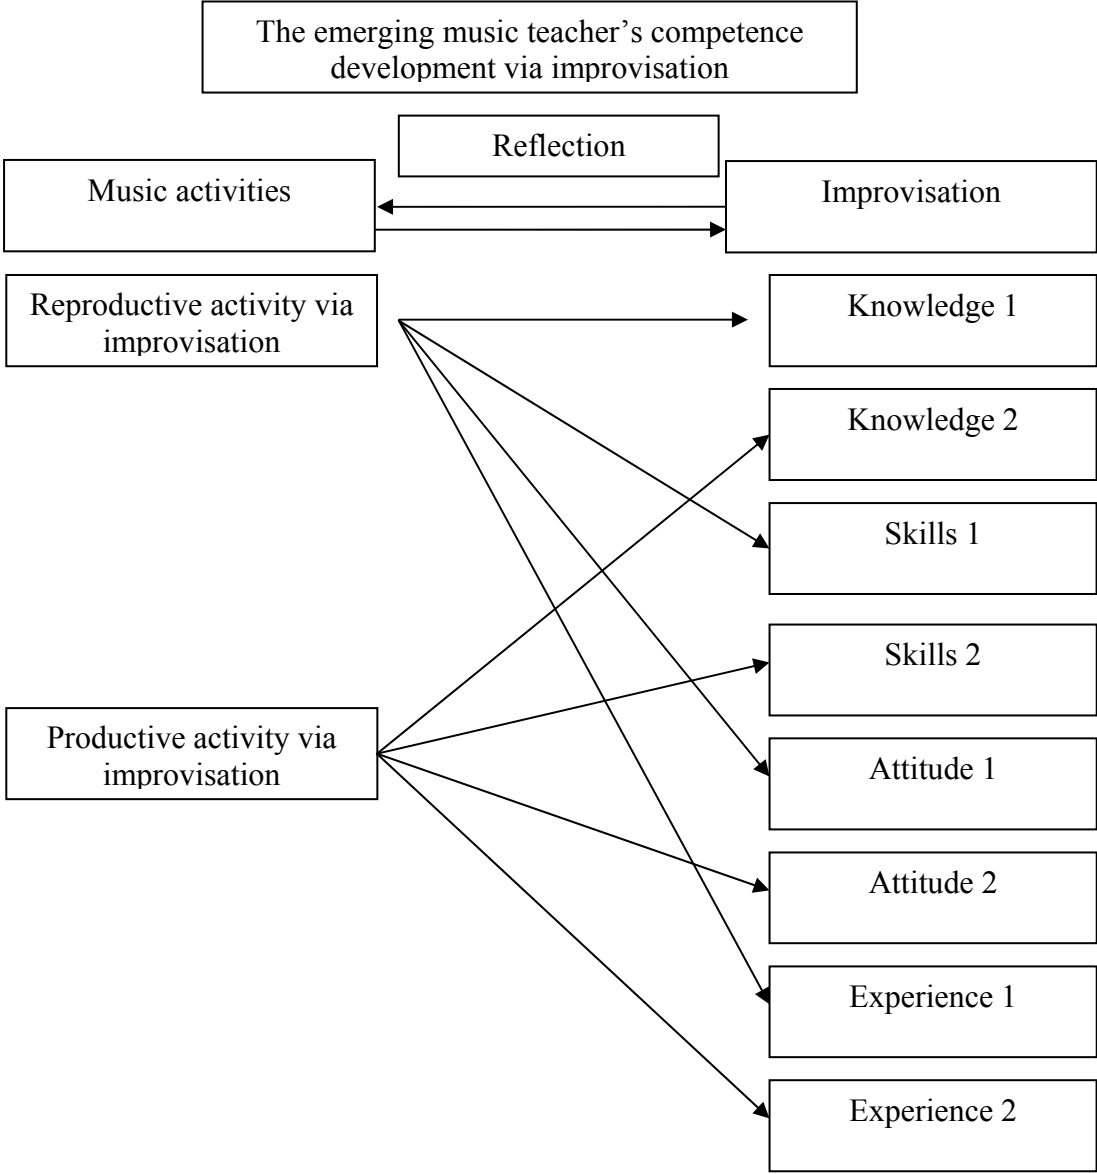 The emerging music teacher’s competence
development via improvisation
Reflection
Music activities
Improvisation
Reproductive activity via
improvisation
Knowledge 1
Knowledge 2
Skills 1
Skills 2
Productive activity via
improvisation
Attitude 1
Attitude 2
Experience 1
Experience 2